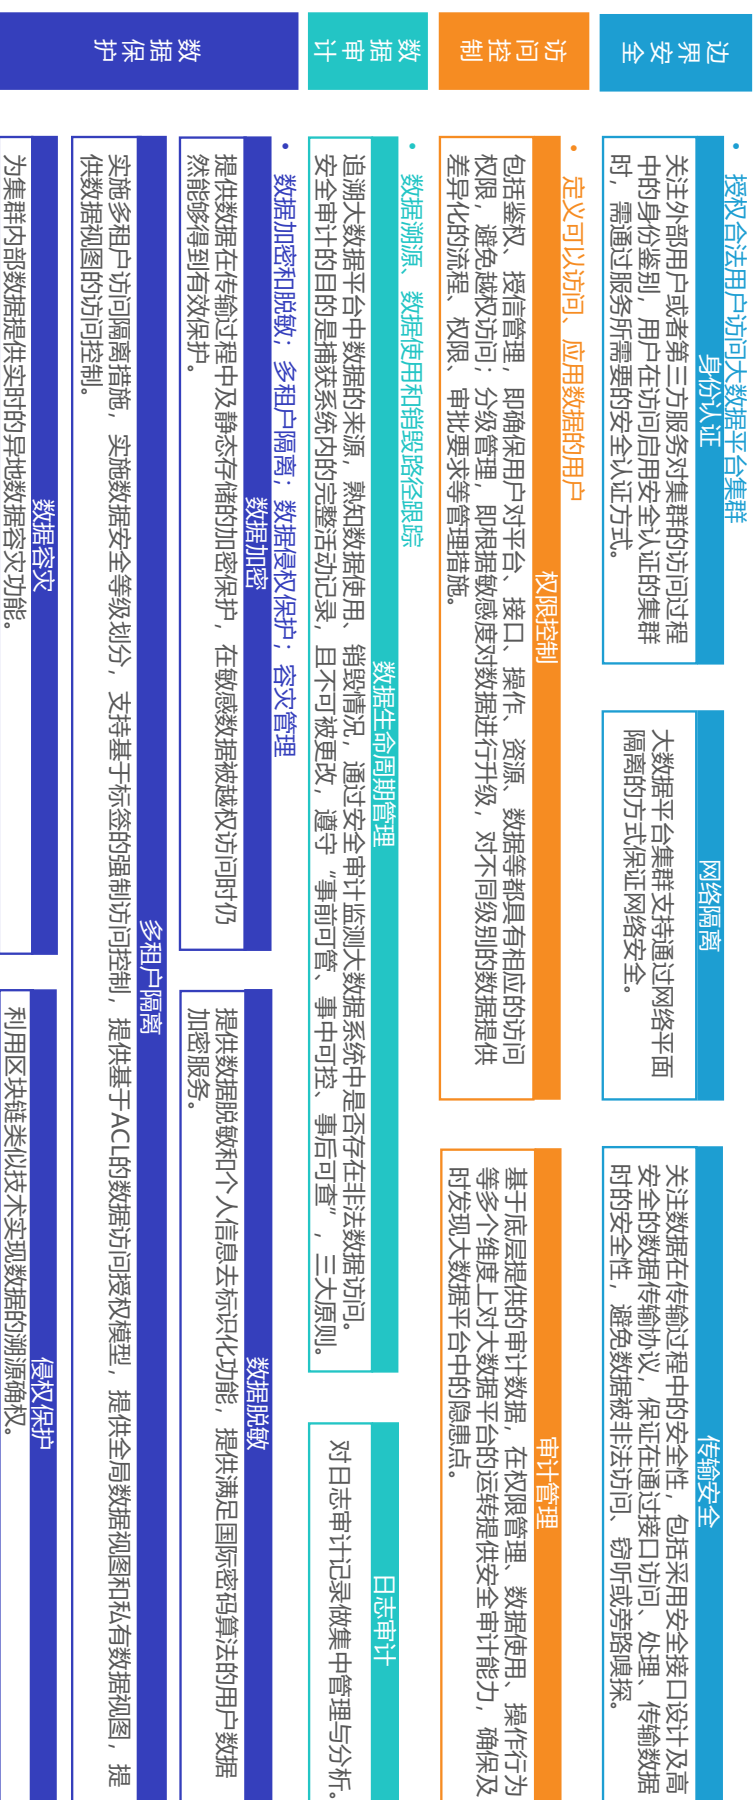 边界安
全
• 授权合法用户访问大数据平台集群
身份认证
关注外部用户或者第三方服务对集群的访问过程
中的身份鉴别，用户在访问启用安全认证的集群
时，需通过服务所需要的安全认证方式。
网络隔离
大数据平台集群支持通过网络平面
隔离的方式保证网络安全。
传输安全
关注数据在传输过程中的安全性，包括采用安全接口设计及高
安全的数据传输协议，保证在通过接口访问、处理、传输数据
时的安全性，避免数据被非法访问、窃听或旁路嗅探。
访问控
制
• 定义可以访问、应用数据的用户
权限控制
包括鉴权、授信管理，即确保用户对平台、接口、操作、资源、数据等都具有相应的访问
权限，避免越权访问；分级管理，即根据敏感度对数据进行升级，对不同级别的数据提供
差异化的流程、权限、审批要求等管理措施。
审计管理
基于底层提供的审计数据，在权限管理、数据使用、操作行为
等多个维度上对大数据平台的运转提供安全审计能力，确保及
时发现大数据平台中的隐患点。
数据审
计
• 数据溯源、数据使用和销毁路径跟踪
数据生命周期管理
追溯大数据平台中数据的来源，熟知数据使用、销毁情况，通过安全审计监测大数据系统中是否存在非法数据访问。
安全审计的目的是捕获系统内的完整活动记录，且不可被更改，遵守“事前可管、事中可控、事后可查”，三大原则。
日志审计
对日志审计记录做集中管理与分析。
数据保
护
• 数据加密和脱敏；多租户隔离；数据侵权保护；容灾管理
数据加密
提供数据在传输过程中及静态存储的加密保护，在敏感数据被越权访问时仍
然能够得到有效保护。
数据脱敏
提供数据脱敏和个人信息去标识化功能，提供满足国际密码算法的用户数据
加密服务。
多租户隔离
实施多租户访问隔离措施，实施数据安全等级划分，支持基于标签的强制访问控制，提供基于ACL的数据访问授权模型，提供全局数据视图和私有数据视图，提
供数据视图的访问控制。
数据容灾
为集群内部数据提供实时的异地数据容灾功能。
侵权保护
利用区块链类似技术实现数据的溯源确权。